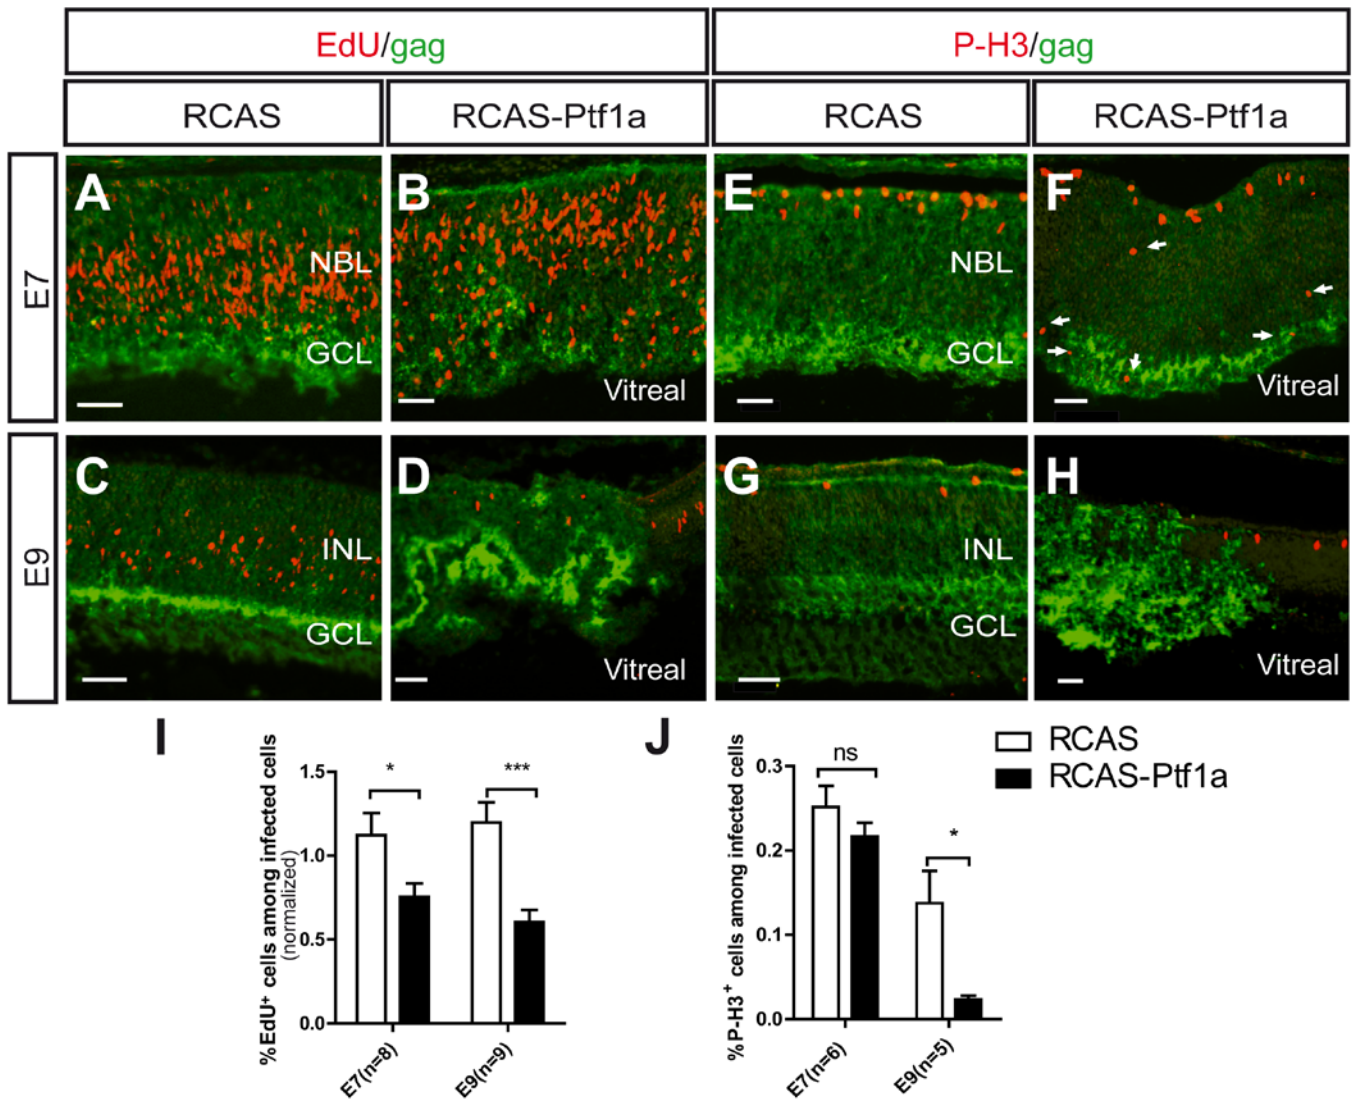 EdU/gag
P-H3/gag
RCAS
RCAS-Ptf1a
RCAS
RCAS-Ptf1a
E7
A
NBL
GCL
B
Vitreal
E
NBL
GCL
F
Vitreal
E9
C
INL
GCL
D
Vitreal
G
INL
GCL
H
Vitreal
I
%EdU⁺ cells among infected cells
(normalized)
1.5
1.0
0.5
0.0
*
***
E7(n=8)
E9(n=9)
J
%P-H3⁺ cells among infected cells
0.3
0.2
0.1
0.0
ns
*
E7(n=6)
E9(n=5)
RCAS
RCAS-Ptf1a